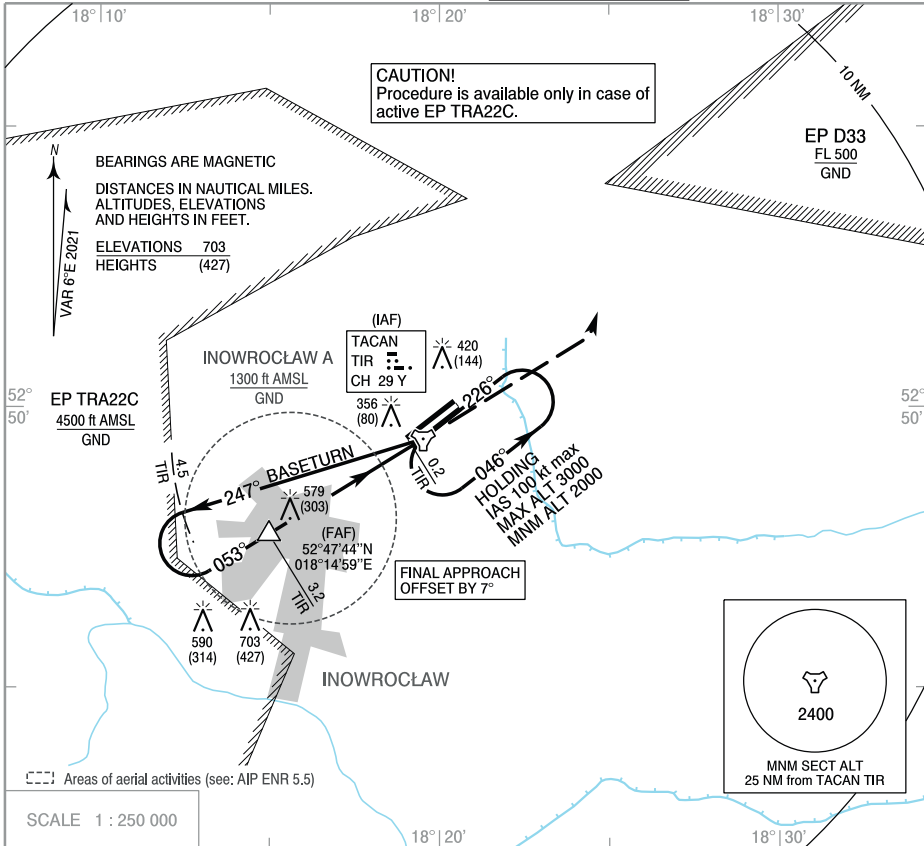 18°10'
18°20'
18°30'
CAUTION!
Procedure is available only in case of
active EP TRA22C.
10 NM
EP D33
FL 500
GND
N
VAR 6°E 2021
BEARINGS ARE MAGNETIC
DISTANCES IN NAUTICAL MILES.
ALTITUDES, ELEVATIONS
AND HEIGHTS IN FEET.
ELEVATIONS 703
HEIGHTS (427)
(IAF)
TACAN
TIR
CH 29 Y
420
(144)
INOWROCŁAW A
1300 ft AMSL
GND
356
(80)
52°
50'
EP TRA22C
4500 ft AMSL
GND
52°
50'
226°
046°
HOLDING
IAS 100 kt max
MAX ALT 3000
MNM ALT 2000
0.2
TIR
4.5
TIR
247° BASETURN
579
(303)
053°
(FAF)
52°47'44"N
018°14'59"E
3.2
TIR
FINAL APPROACH
OFFSET BY 7°
590
(314)
703
(427)
INOWROCŁAW
2400
MNM SECT ALT
25 NM from TACAN TIR
Areas of aerial activities (see: AIP ENR 5.5)
SCALE 1 : 250 000
18°20'
18°30'